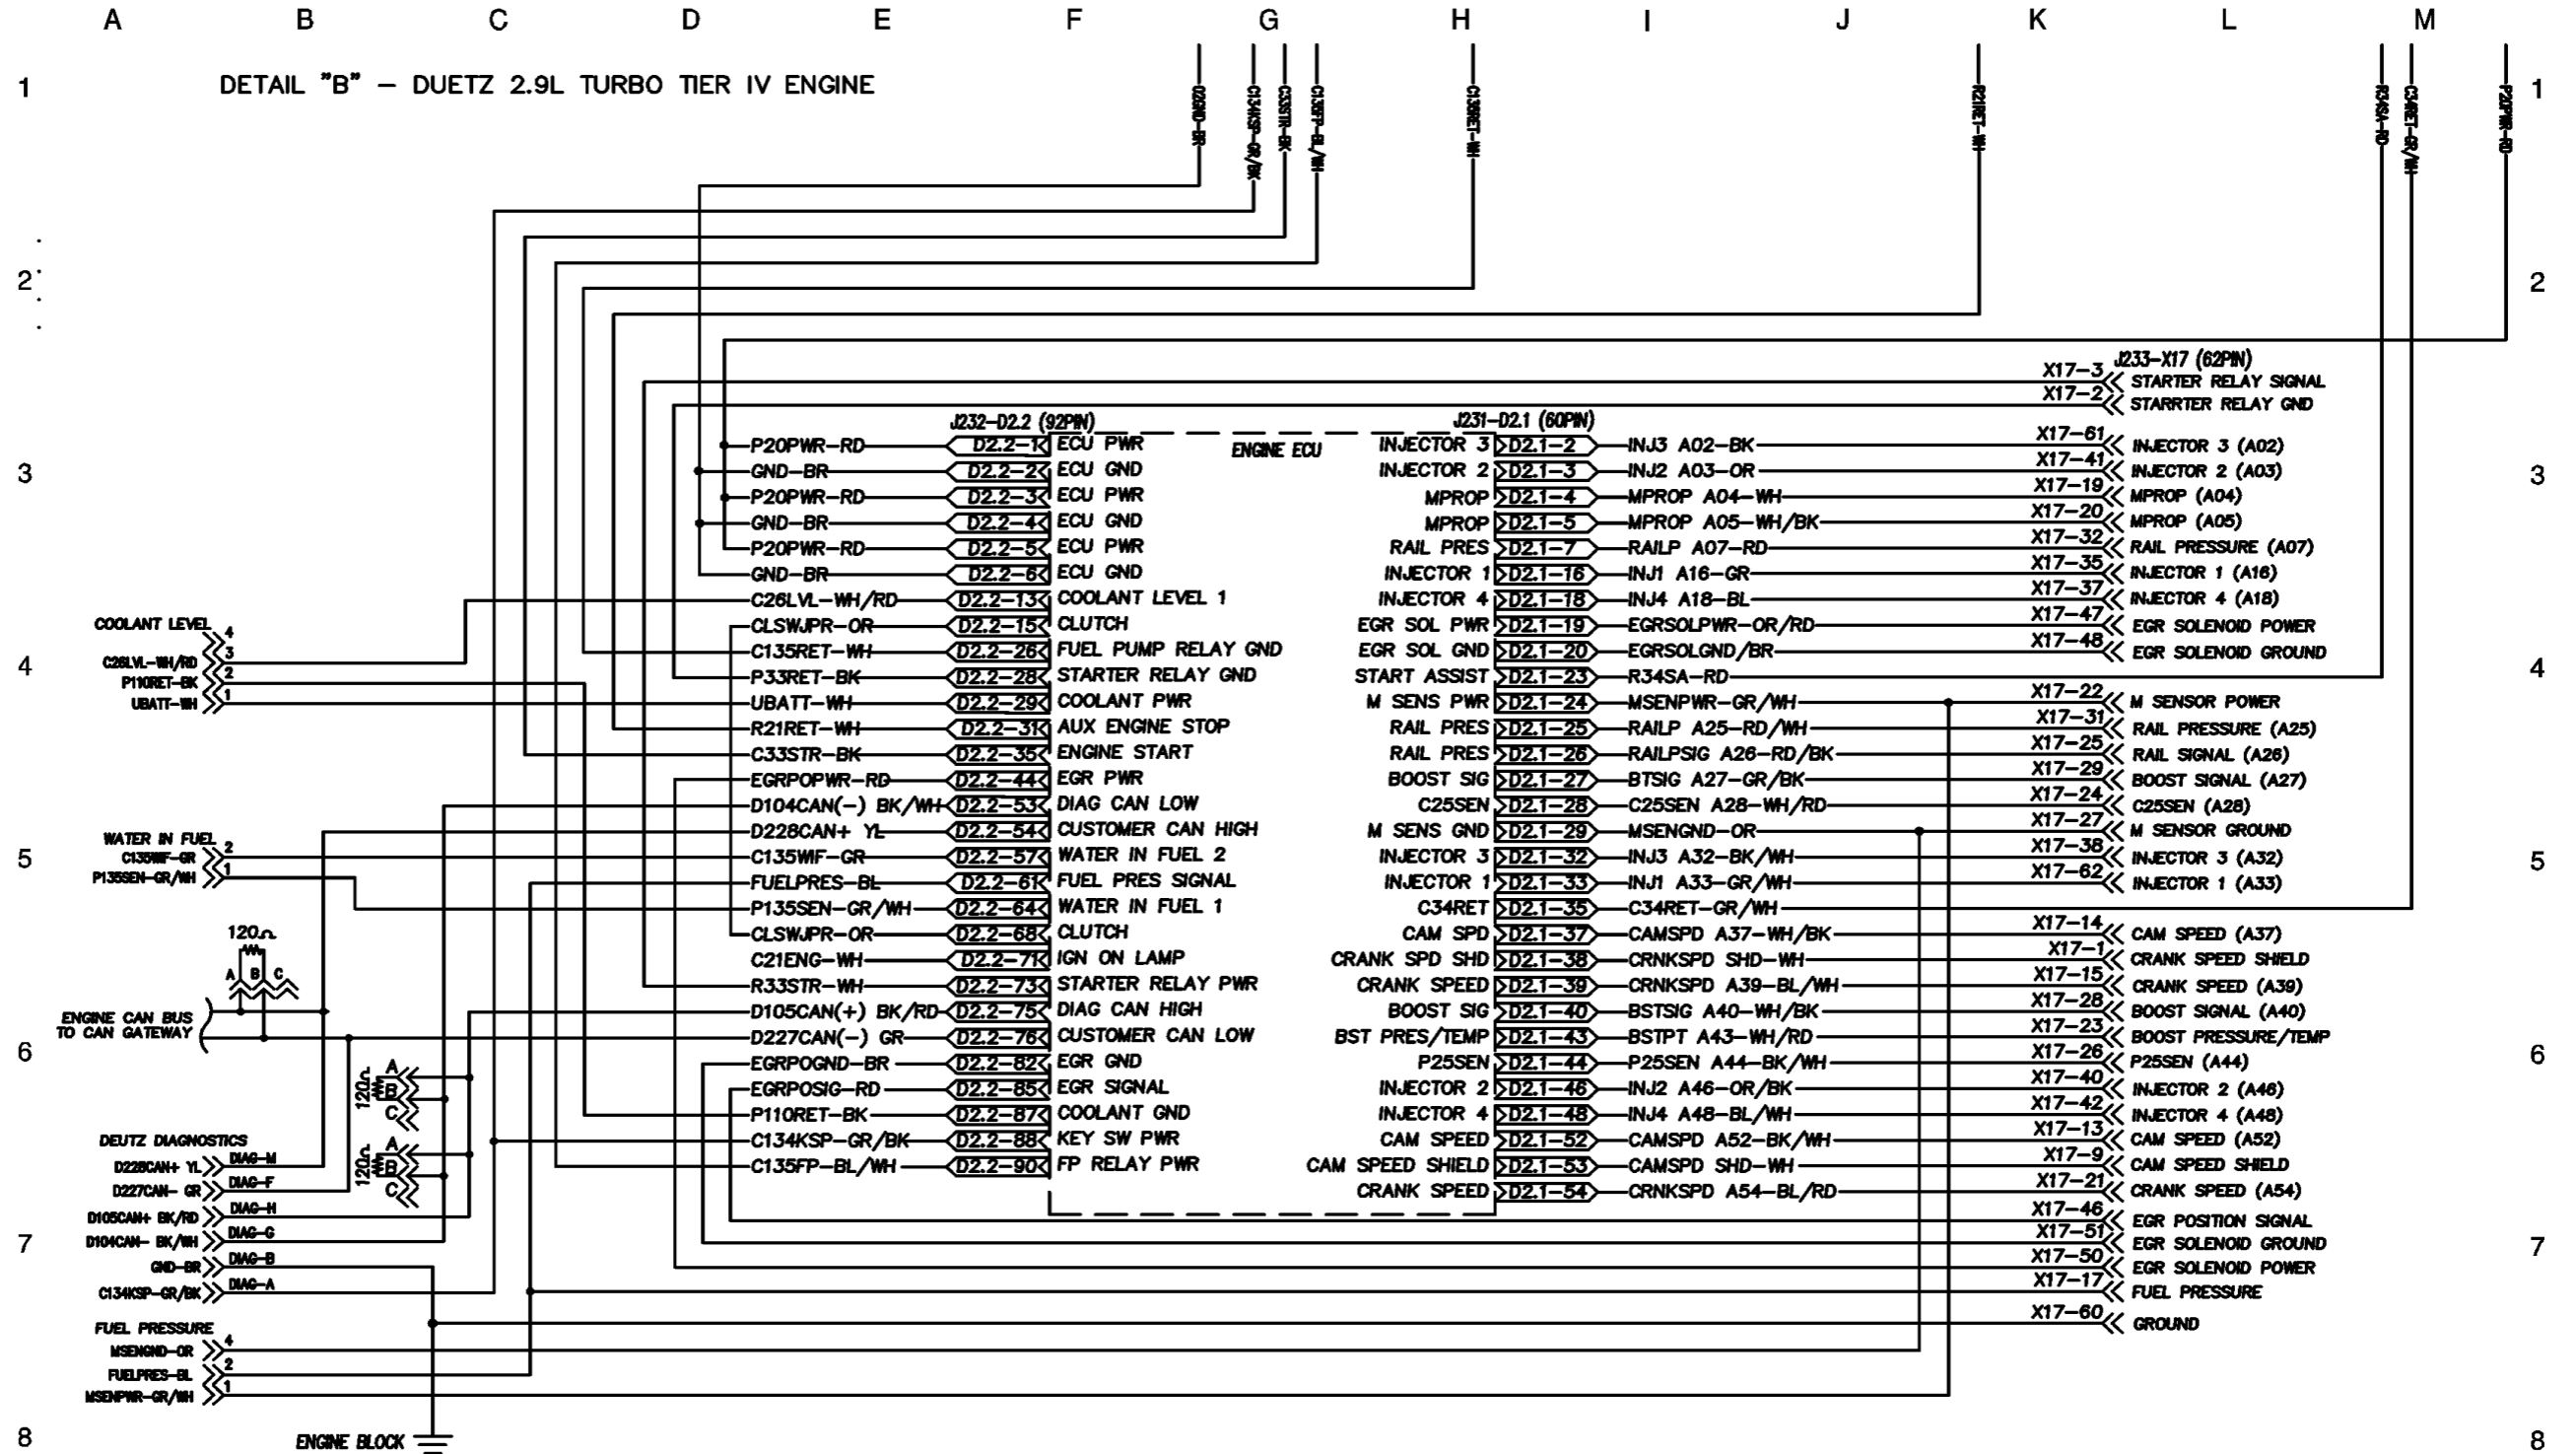 A B C D E F G H I J K L M
1 DETAIL "B" – DUETZ 2.9L TURBO TIER IV ENGINE 1
C134KSP-GR/BK
C33STR-BK
C135FP-BL/WH
C135RET-WH
R21RET-WH
R34SA-RD
C34RET-GR/WH
P20PWR-RD
2 2
J233-X17 (62PIN)
X17-3 STARTER RELAY SIGNAL
X17-2 STARRTER RELAY GND
J232-D2.2 (92PIN) J231-D2.1 (60PIN)
ENGINE ECU
P20PWR-RD D2.2-1 ECU PWR INJECTOR 3 D2.1-2 INJ3 A02-BK X17-61 INJECTOR 3 (A02)
3 GND-BR D2.2-2 ECU GND INJECTOR 2 D2.1-3 INJ2 A03-OR X17-41 INJECTOR 2 (A03) 3
P20PWR-RD D2.2-3 ECU PWR MPROP D2.1-4 MPROP A04-WH X17-19 MPROP (A04)
GND-BR D2.2-4 ECU GND MPROP D2.1-5 MPROP A05-WH/BK X17-20 MPROP (A05)
P20PWR-RD D2.2-5 ECU PWR RAIL PRES D2.1-7 RAILP A07-RD X17-32 RAIL PRESSURE (A07)
GND-BR D2.2-6 ECU GND INJECTOR 1 D2.1-16 INJ1 A16-GR X17-35 INJECTOR 1 (A16)
C26LVL-WH/RD D2.2-13 COOLANT LEVEL 1 INJECTOR 4 D2.1-18 INJ4 A18-BL X17-37 INJECTOR 4 (A18)
CLSWJPR-OR D2.2-15 CLUTCH EGR SOL PWR D2.1-19 EGRSOLPWR-OR/RD X17-47 EGR SOLENOID POWER
C135RET-WH D2.2-26 FUEL PUMP RELAY GND EGR SOL GND D2.1-20 EGRSOLGND/BR X17-48 EGR SOLENOID GROUND
P33RET-BK D2.2-28 STARTER RELAY GND START ASSIST D2.1-23 R34SA-RD
UBATT-WH D2.2-29 COOLANT PWR M SENS PWR D2.1-24 MSENPWR-GR/WH X17-22 M SENSOR POWER
R21RET-WH D2.2-31 AUX ENGINE STOP RAIL PRES D2.1-25 RAILP A25-RD/WH X17-31 RAIL PRESSURE (A25)
C33STR-BK D2.2-35 ENGINE START RAIL PRES D2.1-26 RAILPSIG A26-RD/BK X17-25 RAIL SIGNAL (A26)
EGRPOPWR-RD D2.2-44 EGR PWR BOOST SIG D2.1-27 BTSIG A27-GR/BK X17-29 BOOST SIGNAL (A27)
D104CAN(-) BK/WH D2.2-53 DIAG CAN LOW C25SEN D2.1-28 C25SEN A28-WH/RD X17-24 C25SEN (A28)
D228CAN+ YL D2.2-54 CUSTOMER CAN HIGH M SENS GND D2.1-29 MSENGND-OR X17-27 M SENSOR GROUND
C135WIF-GR D2.2-57 WATER IN FUEL 2 INJECTOR 3 D2.1-32 INJ3 A32-BK/WH X17-38 INJECTOR 3 (A32)
FUELPRES-BL D2.2-61 FUEL PRES SIGNAL INJECTOR 1 D2.1-33 INJ1 A33-GR/WH X17-62 INJECTOR 1 (A33)
P135SEN-GR/WH D2.2-64 WATER IN FUEL 1 C34RET D2.1-35 C34RET-GR/WH
CLSWJPR-OR D2.2-68 CLUTCH CAM SPD D2.1-37 CAMSPD A37-WH/BK X17-14 CAM SPEED (A37)
C21ENG-WH D2.2-71 IGN ON LAMP CRANK SPD SHD D2.1-38 CRNKSPD SHD-WH X17-1 CRANK SPEED SHIELD
R33STR-WH D2.2-73 STARTER RELAY PWR CRANK SPEED D2.1-39 CRNKSPD A39-BL/WH X17-15 CRANK SPEED (A39)
D105CAN(+) BK/RD D2.2-75 DIAG CAN HIGH BOOST SIG D2.1-40 BSTSIG A40-WH/BK X17-28 BOOST SIGNAL (A40)
D227CAN(-) GR D2.2-76 CUSTOMER CAN LOW BST PRES/TEMP D2.1-43 BSTPT A43-WH/RD X17-23 BOOST PRESSURE/TEMP
EGRPOGND-BR D2.2-82 EGR GND P25SEN D2.1-44 P25SEN A44-BK/WH X17-26 P25SEN (A44)
EGRPOSIG-RD D2.2-85 EGR SIGNAL INJECTOR 2 D2.1-46 INJ2 A46-OR/BK X17-40 INJECTOR 2 (A46)
P110RET-BK D2.2-87 COOLANT GND INJECTOR 4 D2.1-48 INJ4 A48-BL/WH X17-42 INJECTOR 4 (A48)
C134KSP-GR/BK D2.2-88 KEY SW PWR CAM SPEED D2.1-52 CAMSPD A52-BK/WH X17-13 CAM SPEED (A52)
C135FP-BL/WH D2.2-90 FP RELAY PWR CAM SPEED SHIELD D2.1-53 CAMSPD SHD-WH X17-9 CAM SPEED SHIELD
CRANK SPEED D2.1-54 CRNKSPD A54-BL/RD X17-21 CRANK SPEED (A54)
X17-46 EGR POSITION SIGNAL
X17-51 EGR SOLENOID GROUND
X17-50 EGR SOLENOID POWER
X17-17 FUEL PRESSURE
X17-60 GROUND
COOLANT LEVEL
4
C26LVL-WH/RD 3
P110RET-BK 2
UBATT-WH 1
4 4
WATER IN FUEL
C135WIF-GR 2
P135SEN-GR/WH 1
5 5
120Ω
A B C
ENGINE CAN BUS
TO CAN GATEWAY
6 6
120Ω A B C
120Ω A B C
DEUTZ DIAGNOSTICS
D228CAN+ YL DIAG-M
D227CAN- GR DIAG-F
D105CAN+ BK/RD DIAG-H
D104CAN- BK/WH DIAG-G
GND-BR DIAG-B
C134KSP-GR/BK DIAG-A
7 7
FUEL PRESSURE
MSENGND-OR 4
FUELPRES-BL 2
MSENPWR-GR/WH 1
8 ENGINE BLOCK 8